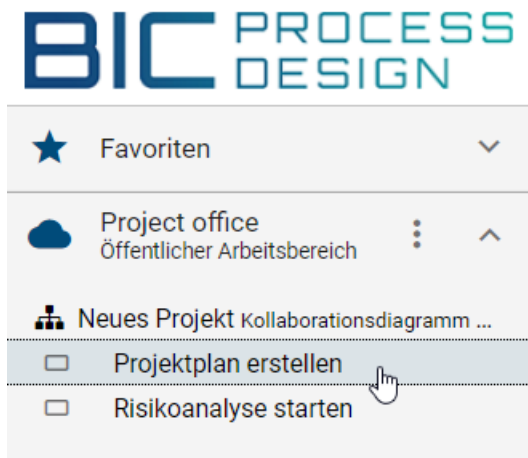 BIC PROCESS
DESIGN
Favoriten
Project office
Öffentlicher Arbeitsbereich
Neues Projekt Kollaborationsdiagramm ...
Projektplan erstellen
Risikoanalyse starten